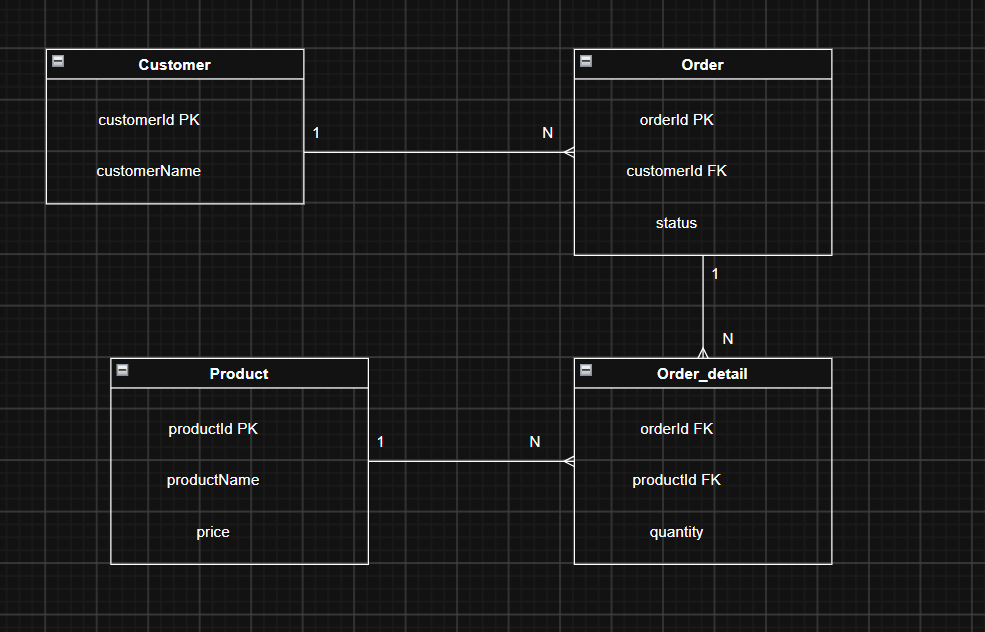 Customer
customerId PK
customerName
1
N
Order
orderId PK
customerId FK
status
1
N
Product
productId PK
productName
price
1
N
Order_detail
orderId FK
productId FK
quantity